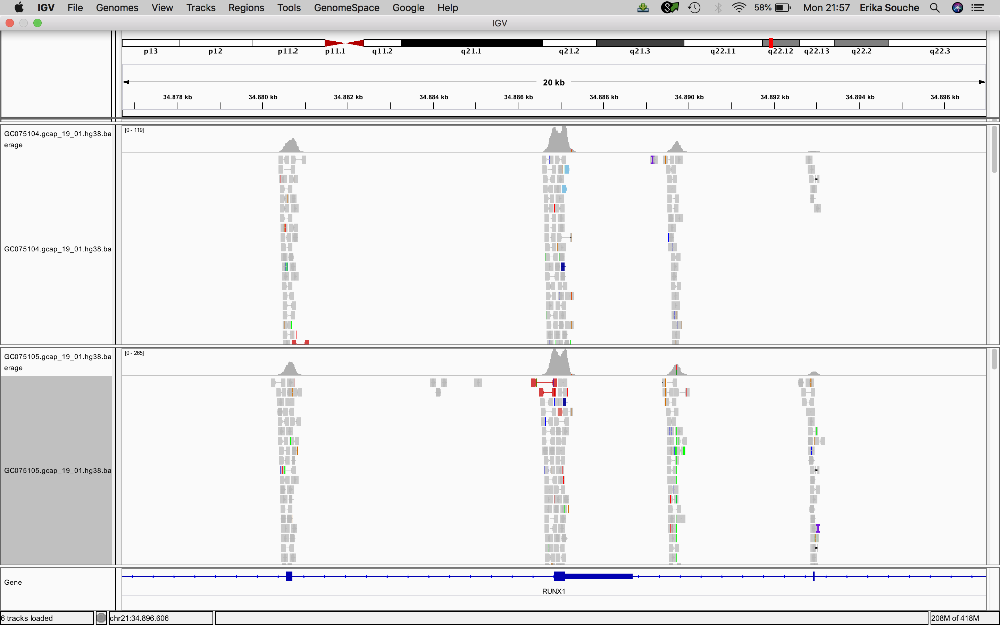 IGV File Genomes View Tracks Regions Tools GenomeSpace Google Help 58% Mon 21:57 Erika Souche
IGV
p13 p12 p11.2 p11.1 q11.2 q21.1 q21.2 q21.3 q22.11 q22.12 q22.13 q22.2 q22.3
20 kb
34.878 kb 34.880 kb 34.882 kb 34.884 kb 34.886 kb 34.888 kb 34.890 kb 34.892 kb 34.894 kb 34.896 kb
GC075104.gcap_19_01.hg38.ba [0 - 119]
erage
GC075104.gcap_19_01.hg38.ba
GC075105.gcap_19_01.hg38.ba [0 - 265]
erage
GC075105.gcap_19_01.hg38.ba
Gene
RUNX1
6 tracks loaded chr21:34.896.606 208M of 418M